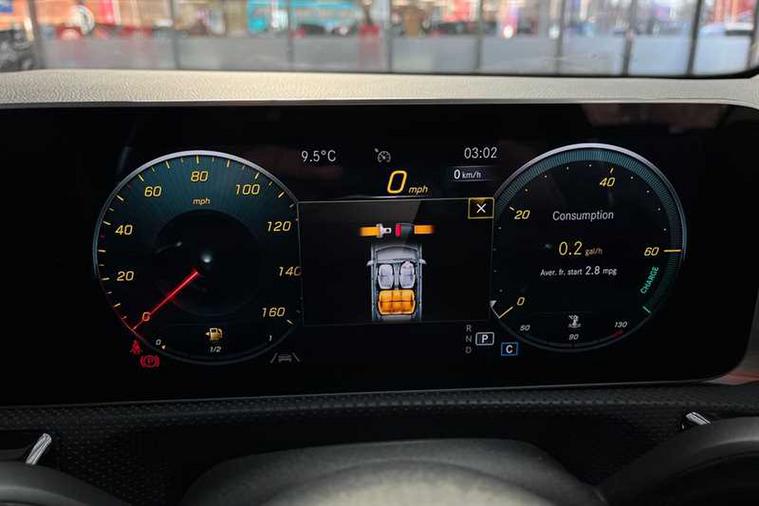 9.5°C
03:02
0 mph
0 km/h
80
60
100
mph
40
120
20
140
0
160
0 1/2 1
P
R
N
D
P
C
40
20
Consumption
0.2 gal/h
60
Aver. fr. start 2.8 mpg
CHARGE
0
50 90 130